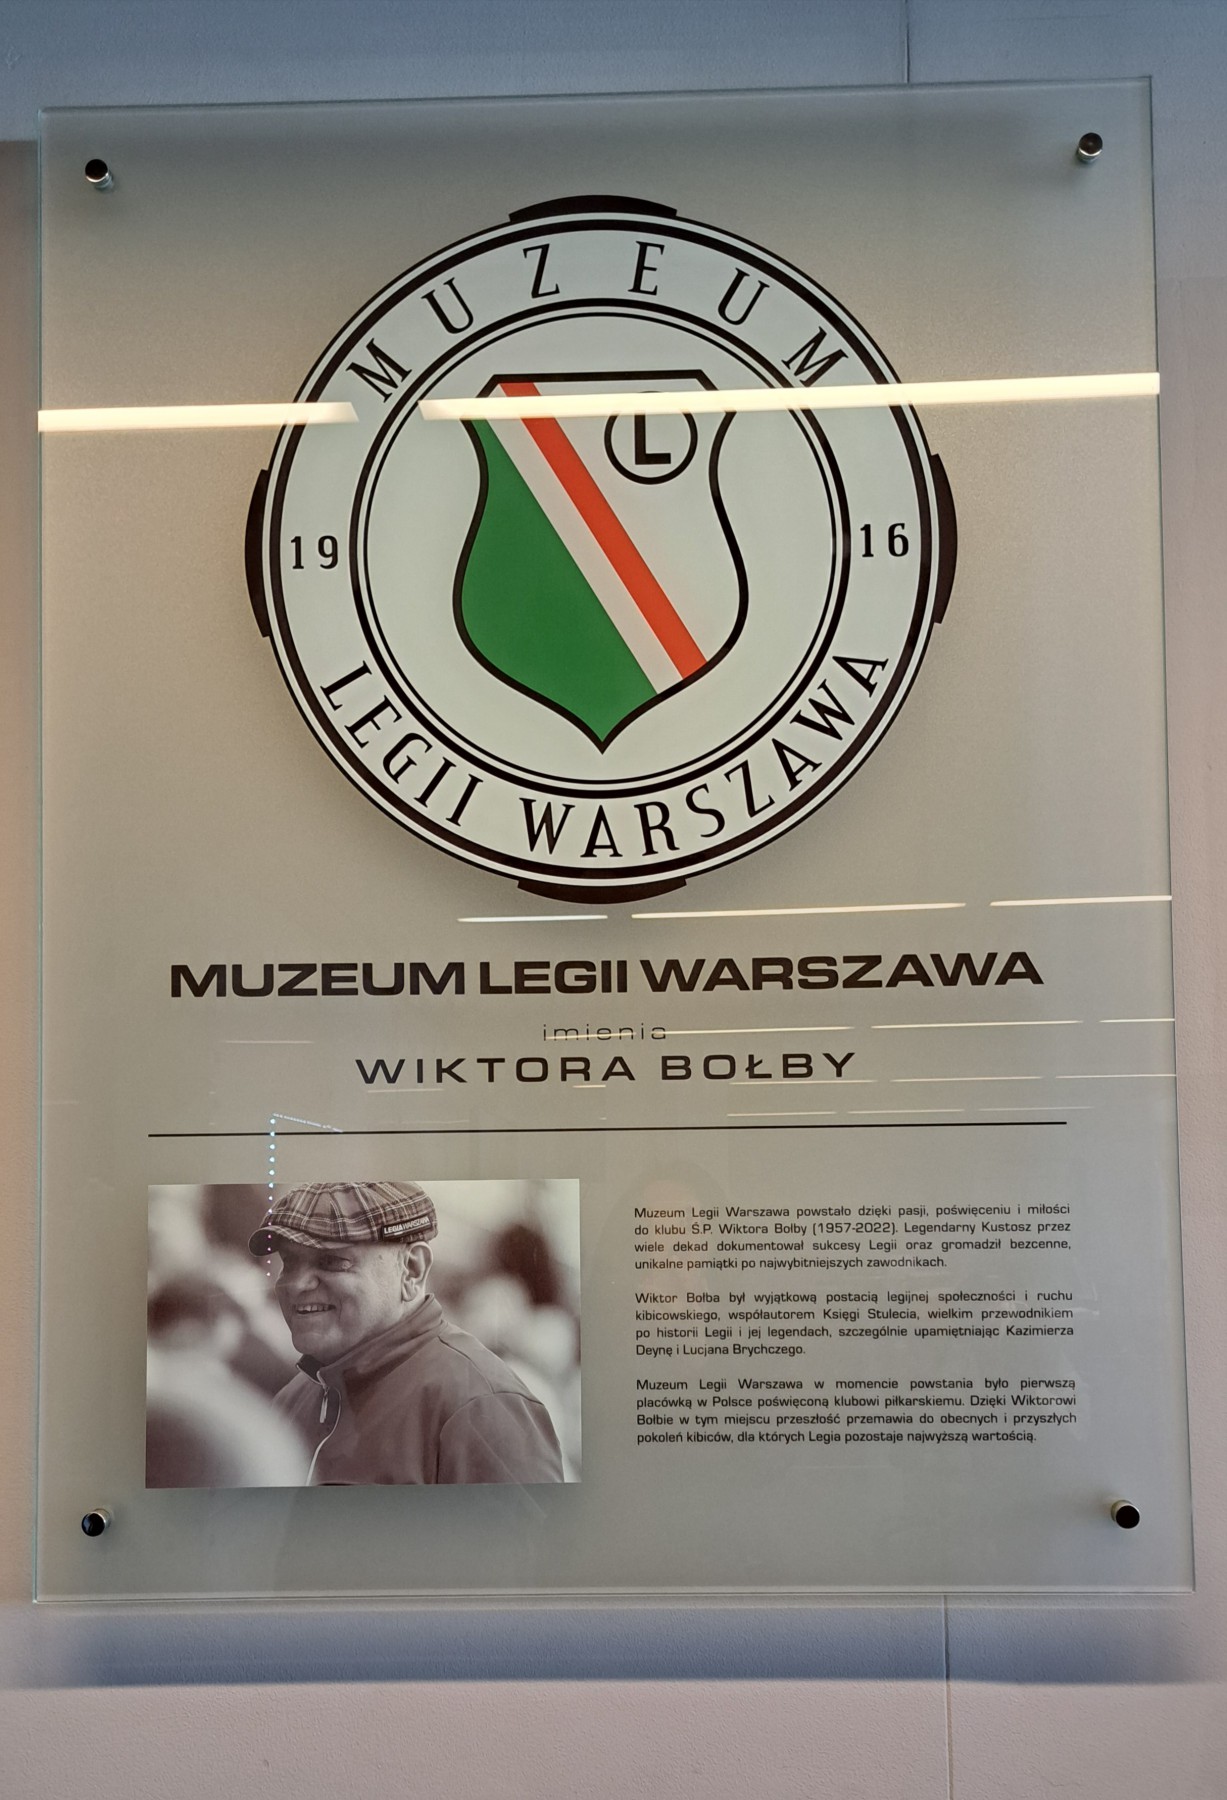 MUZEUM
L
19 16
LEGII WARSZAWA
MUZEUM LEGII WARSZAWA
imienia
WIKTORA BOŁBY
LEGIA WARSZAWA
Muzeum Legii Warszawa powstało dzięki pasji, poświęceniu i miłości
do klubu Ś.P. Wiktora Bołby (1957-2022). Legendarny Kustosz przez
wiele dekad dokumentował sukcesy Legii oraz gromadził bezcenne,
unikalne pamiątki po najwybitniejszych zawodnikach.
Wiktor Bołba był wyjątkową postacią legijnej społeczności i ruchu
kibicowskiego, współautorem Księgi Stulecia, wielkim przewodnikiem
po historii Legii i jej legendach, szczególnie upamiętniając Kazimierza
Deynę i Lucjana Brychczego.
Muzeum Legii Warszawa w momencie powstania było pierwszą
placówką w Polsce poświęconą klubowi piłkarskiemu. Dzięki Wiktorowi
Bołbie w tym miejscu przeszłość przemawia do obecnych i przyszłych
pokoleń kibiców, dla których Legia pozostaje najwyższą wartością.